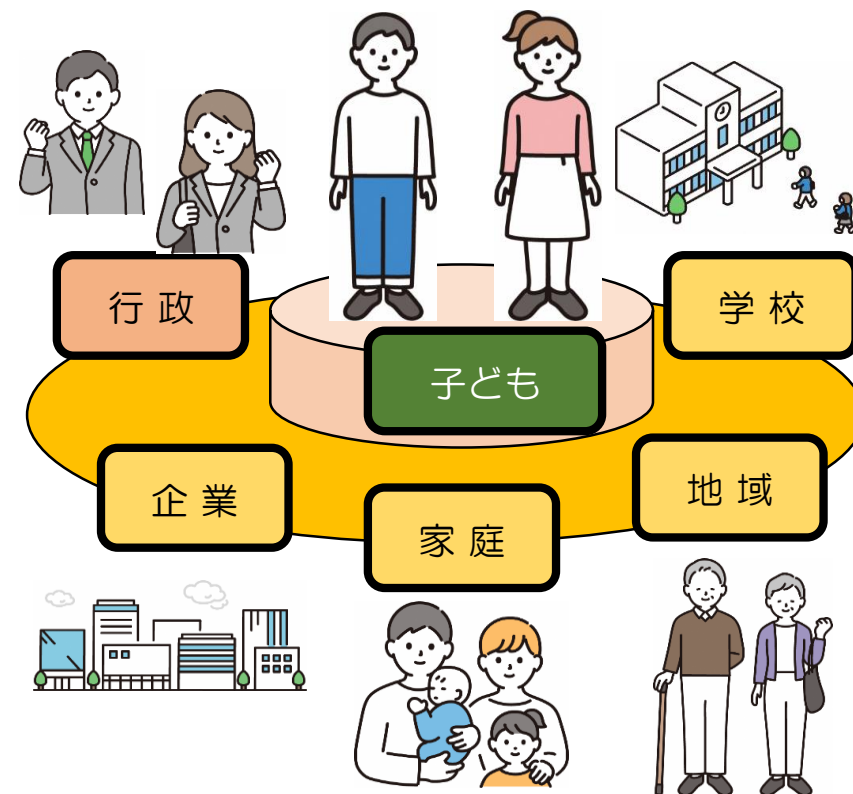 行 政
学 校
子ども
企 業
地 域
家 庭